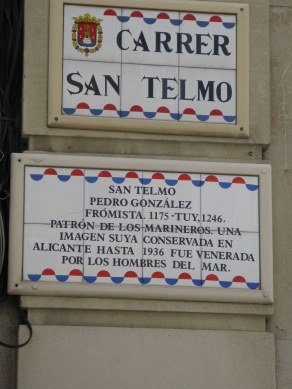 CARRER
SAN TELMO
SAN TELMO
PEDRO GONZÁLEZ
FRÓMISTA. 1175-TUY, 1246.
PATRÓN DE LOS MARINEROS. UNA
IMAGEN SUYA CONSERVADA EN
ALICANTE HASTA 1936 FUE VENERADA
POR LOS HOMBRES DEL MAR.